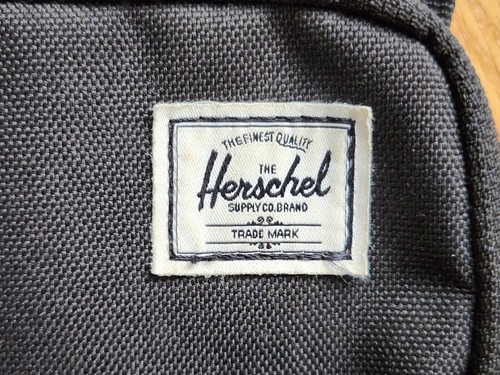 THE FINEST QUALITY
THE
Herschel
SUPPLY CO. BRAND
TRADE MARK